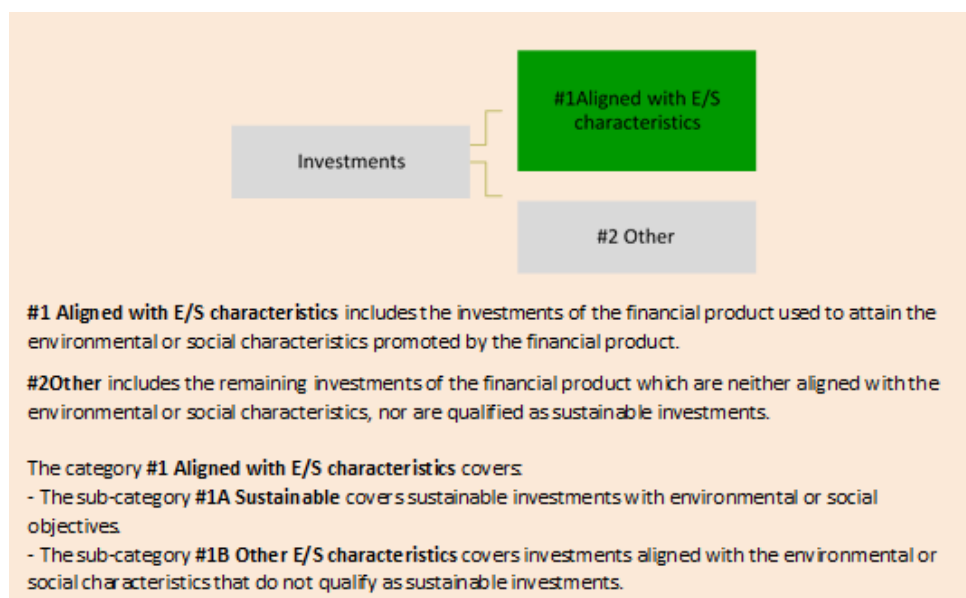 #1Aligned with E/S
characteristics
Investments
#2 Other
#1 Aligned with E/S characteristics includes the investments of the financial product used to attain the
environmental or social characteristics promoted by the financial product.
#2Other includes the remaining investments of the financial product which are neither aligned with the
environmental or social characteristics, nor are qualified as sustainable investments.
The category #1 Aligned with E/S characteristics covers:
- The sub-category #1A Sustainable covers sustainable investments with environmental or social
objectives.
- The sub-category #1B Other E/S characteristics covers investments aligned with the environmental or
social characteristics that do not qualify as sustainable investments.